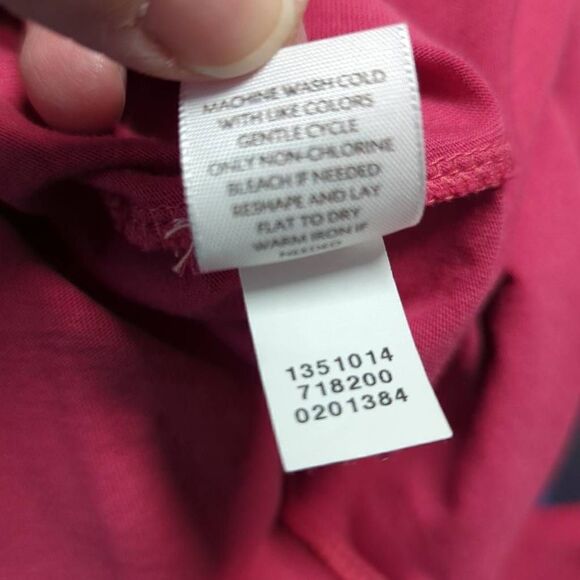 MACHINE WASH COLD
WITH LIKE COLORS
GENTLE CYCLE
ONLY NON-CHLORINE
BLEACH IF NEEDED
RESHAPE AND LAY
FLAT TO DRY
WARM IRON IF
NEEDED
1351014
718200
0201384